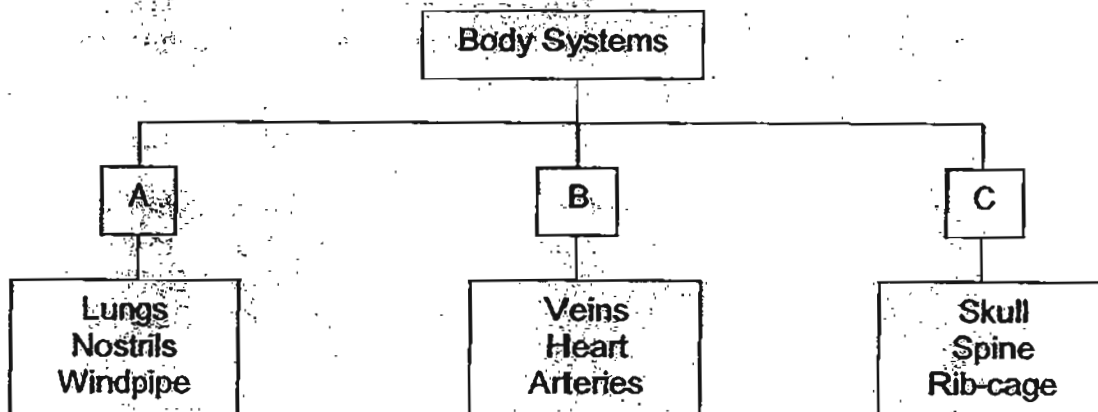 Body Systems
A
B
C
Lungs
Nostrils
Windpipe
Veins
Heart
Arteries
Skull
Spine
Rib-cage